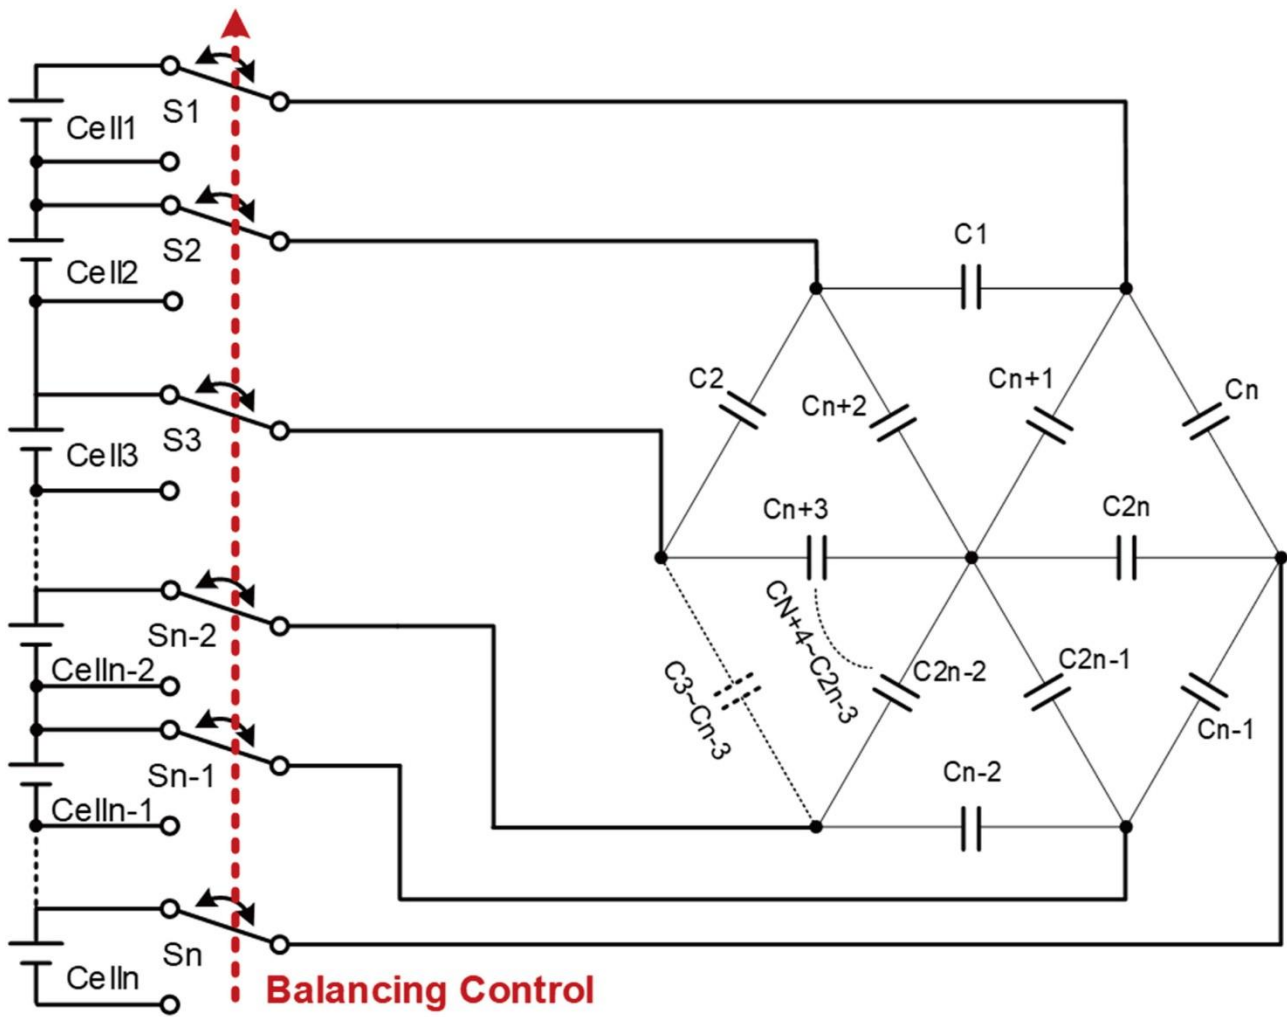 S1
Cell1
S2
Cell2
S3
Cell3
Sn-2
Celln-2
Sn-1
Celln-1
Sn
Celln
Balancing Control
C1
C2
Cn+2
Cn+1
Cn
Cn+3
C2n
CN+4~C2n-3
C3~Cn-3
C2n-2
C2n-1
Cn-1
Cn-2